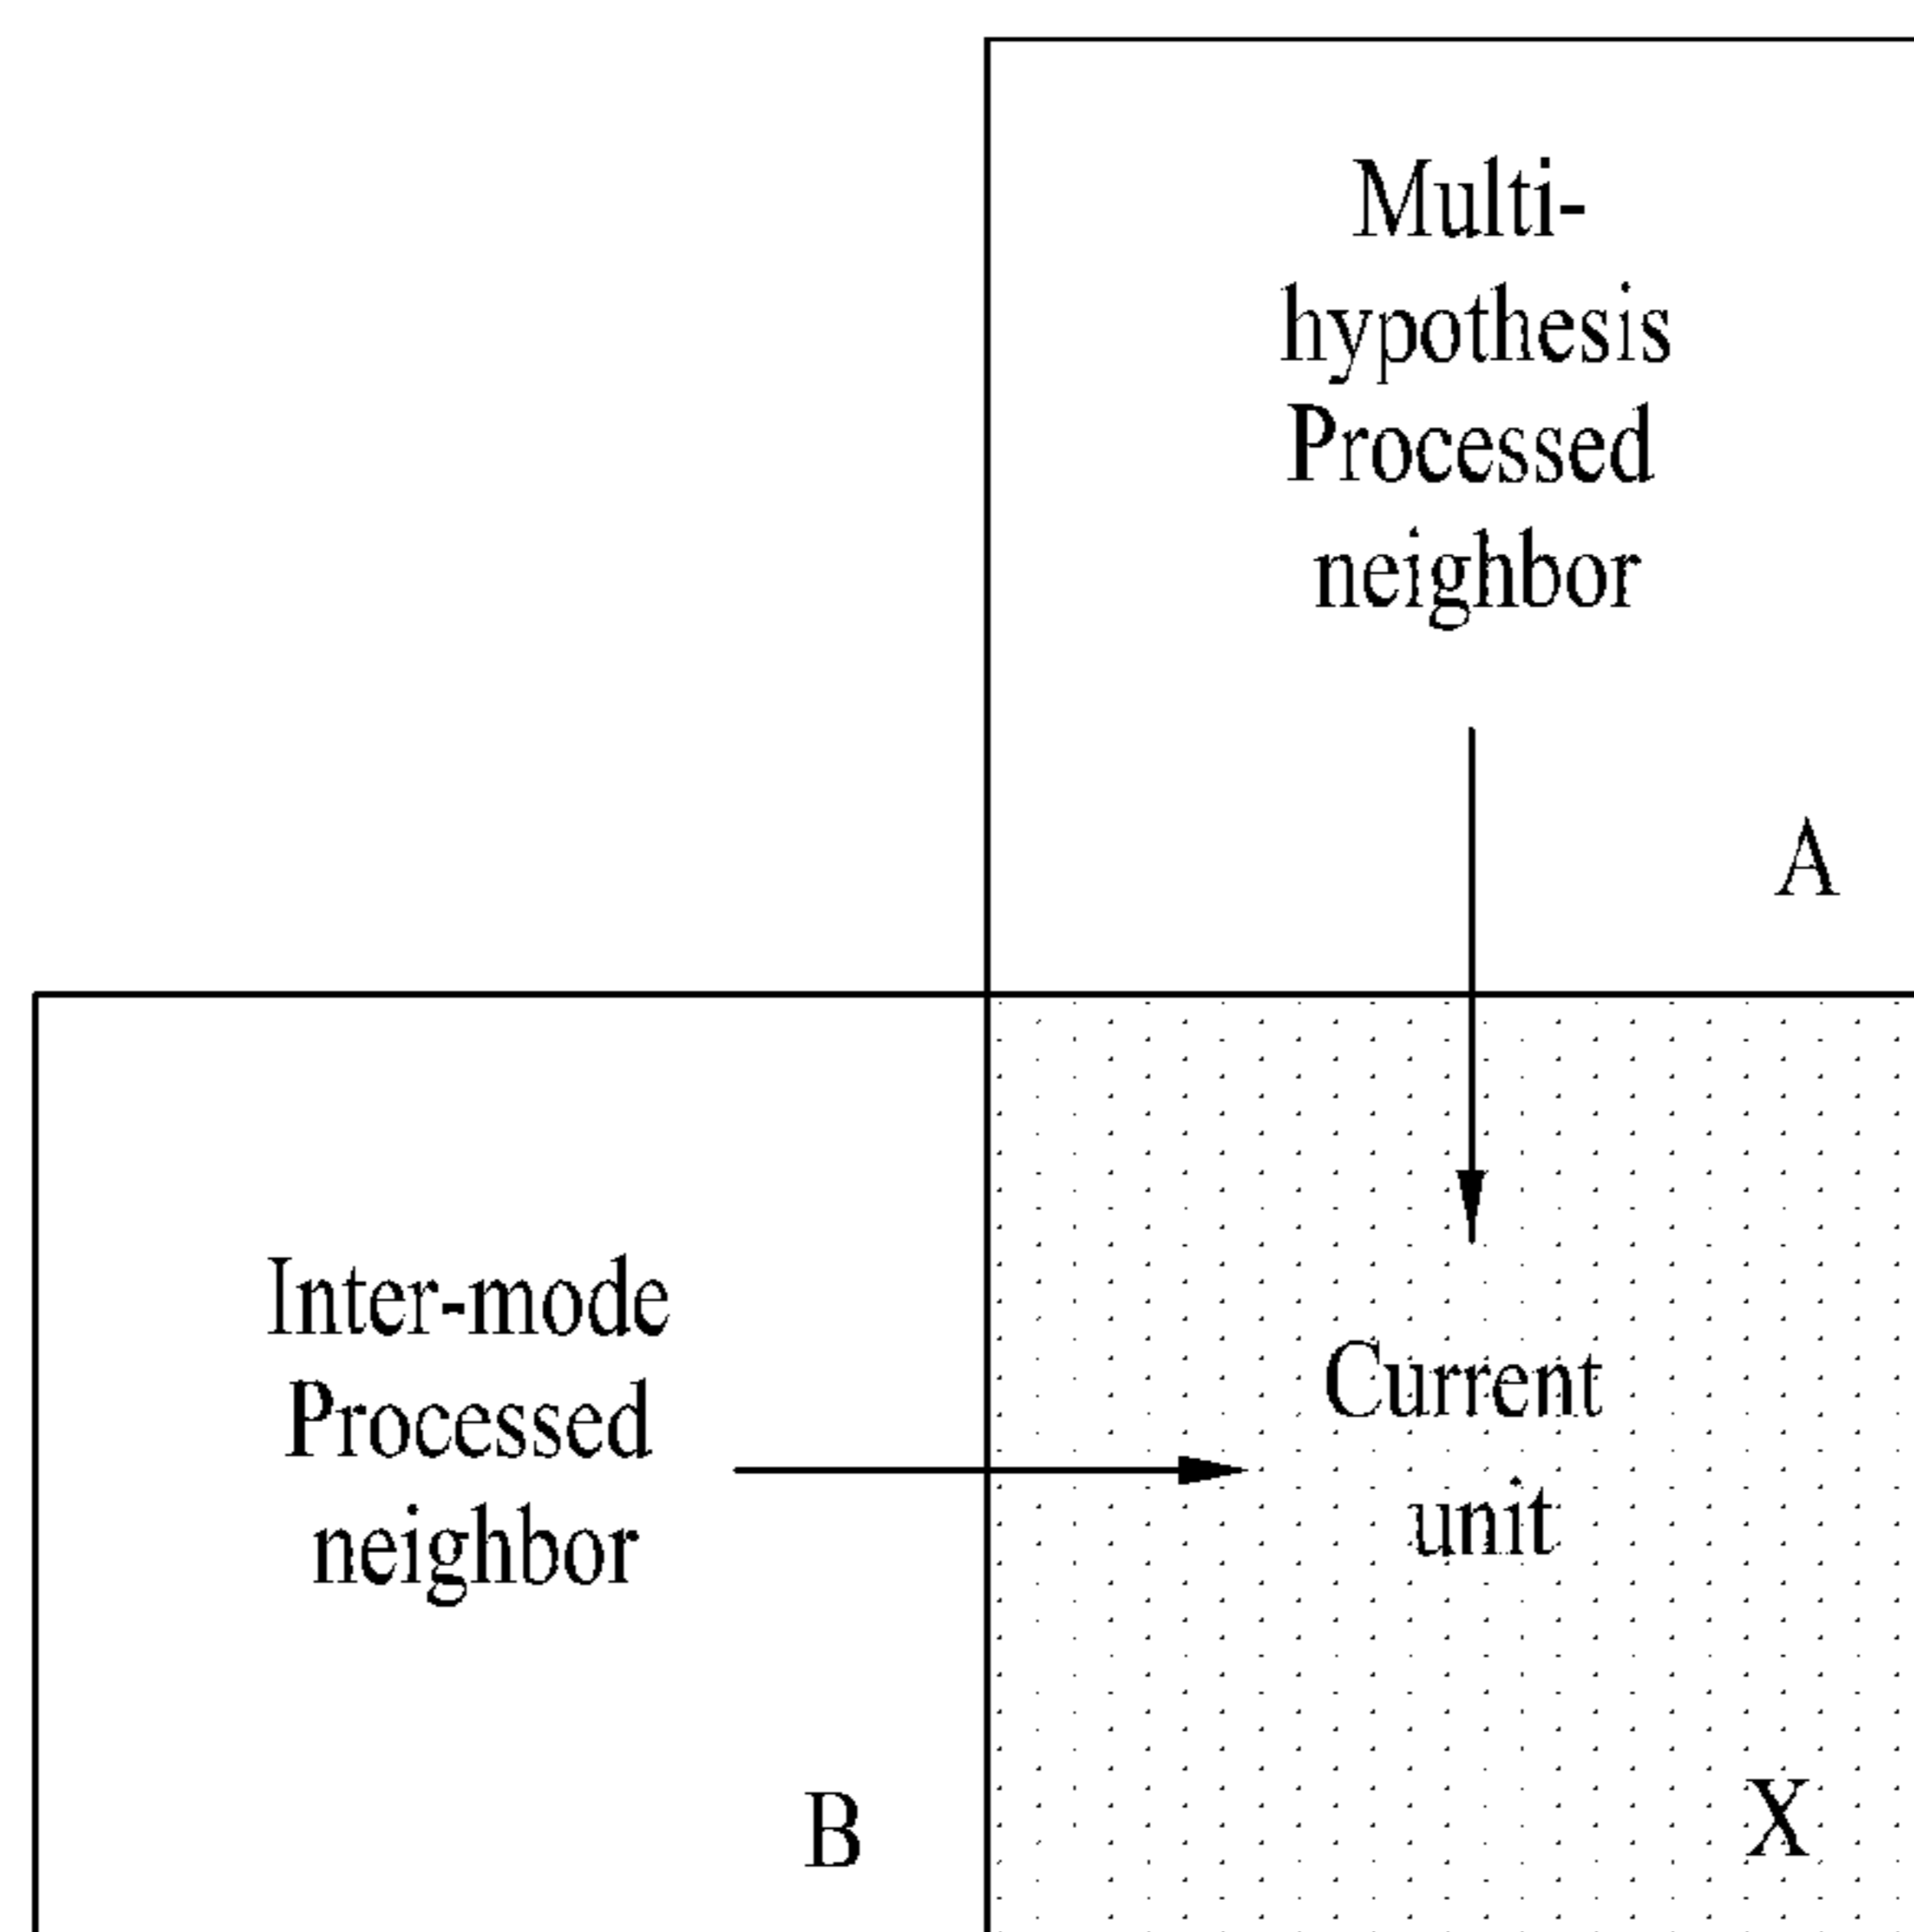 Multi-
hypothesis
Processed
neighbor
A
Inter-mode
Processed
neighbor
B
Current
unit
X